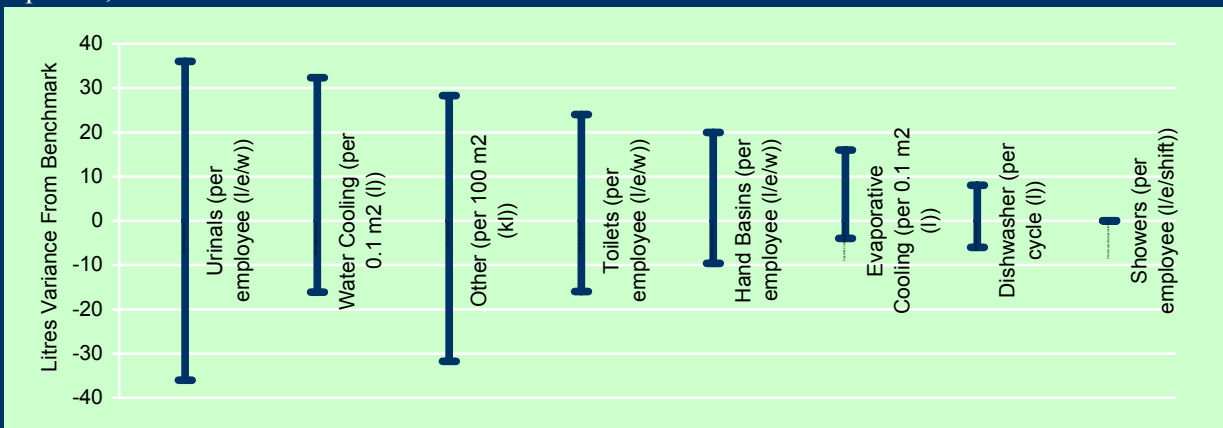 Litres Variance From Benchmark
40
30
20
10
0
-10
-20
-30
-40
Urinals (per
employee (l/e/w))
Water Cooling (per
0.1 m2 (l))
Other (per 100 m2
(kl))
Toilets (per
employee (l/e/w))
Hand Basins (per
employee (l/e/w))
Evaporative
Cooling (per 0.1 m2
(l))
Dishwasher (per
cycle (l))
Showers (per
employee (l/e/shift))